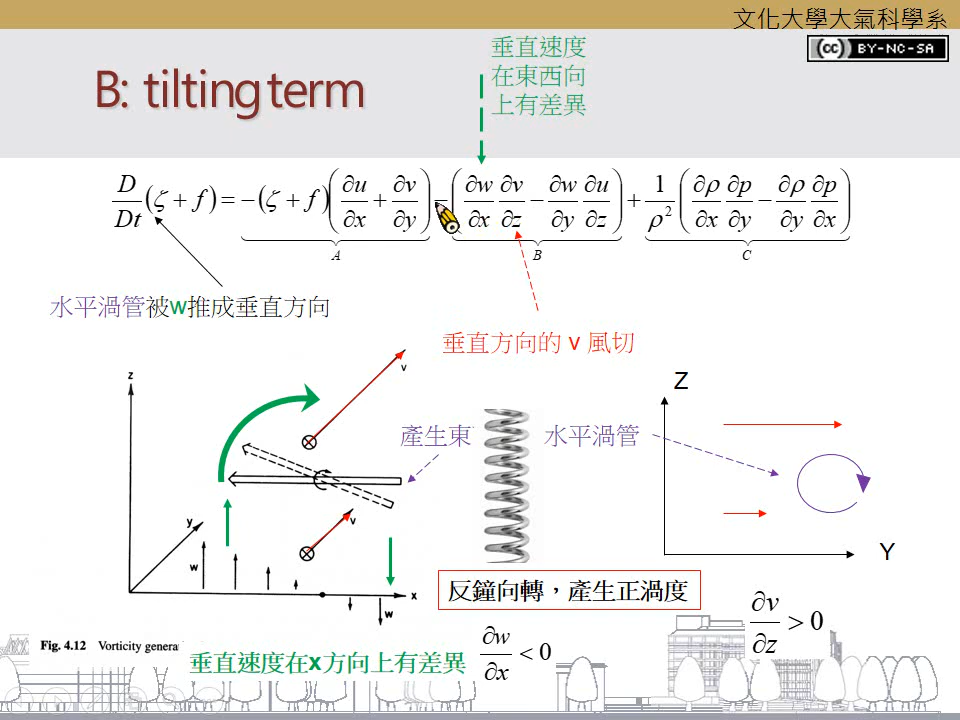 文化大學大氣科學系
(cc) BY-NC-SA
垂直速度
在東西向
上有差異
B: tilting term
D/Dt (ζ + f) = −(ζ + f)(∂u/∂x + ∂v/∂y) − (∂w/∂x ∂v/∂z − ∂w/∂y ∂u/∂z) + 1/ρ² (∂ρ/∂x ∂p/∂y − ∂ρ/∂y ∂p/∂x)
A B C
水平渦管被w推成垂直方向
垂直方向的 v 風切
z
v
Z
產生東
水平渦管
y
v
w
Y
x
w
反鐘向轉，產生正渦度
∂v/∂z > 0
Fig. 4.12 Vorticity genera
垂直速度在x方向上有差異
∂w/∂x < 0